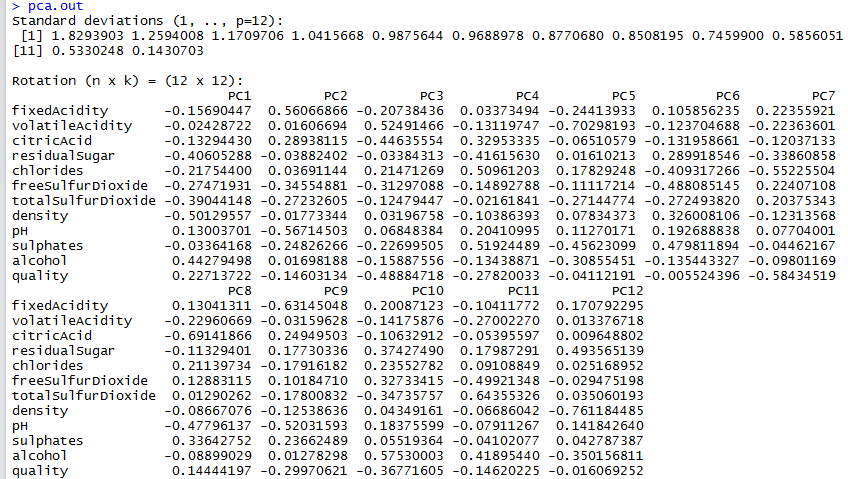 > pca.out
Standard deviations (1, .., p=12):
 [1] 1.8293903 1.2594008 1.1709706 1.0415668 0.9875644 0.9688978 0.8770680 0.8508195 0.7459900 0.5856051
[11] 0.5330248 0.1430703

Rotation (n x k) = (12 x 12):
                           PC1         PC2         PC3         PC4         PC5          PC6         PC7
fixedAcidity       -0.15690447  0.56066866 -0.20738436  0.03373494 -0.24413933  0.105856235  0.22355921
volatileAcidity    -0.02428722  0.01606694  0.52491466 -0.13119747 -0.70298193 -0.123704688 -0.22363601
citricAcid         -0.13294430  0.28938115 -0.44635554  0.32953335 -0.06510579 -0.131958661 -0.12037133
residualSugar      -0.40605288 -0.03882402 -0.03384313 -0.41615630  0.01610213  0.289918546 -0.33860858
chlorides          -0.21754400  0.03691144  0.21471269  0.50961203  0.17829248 -0.409317266 -0.55225504
freeSulfurDioxide  -0.27471931 -0.34554881 -0.31297088 -0.14892788 -0.11117214 -0.488085145  0.22407108
totalSulfurDioxide -0.39044148 -0.27232605 -0.12479447 -0.02161841 -0.27144774 -0.272493820  0.20375343
density            -0.50129557 -0.01773344  0.03196758 -0.10386393  0.07834373  0.326008106 -0.12313568
pH                  0.13003701 -0.56714503  0.06848384  0.20410995  0.11270171  0.192688838  0.07704001
sulphates          -0.03364168 -0.24826266 -0.22699505  0.51924489 -0.45623099  0.479811894 -0.04462167
alcohol             0.44279498  0.01698188 -0.15887556 -0.13438871 -0.30855451 -0.135443327 -0.09801169
quality             0.22713722 -0.14603134 -0.48884718 -0.27820033 -0.04112191 -0.005524396 -0.58434519
                           PC8         PC9        PC10        PC11         PC12
fixedAcidity        0.13041311 -0.63145048  0.20087123 -0.10411772  0.170792295
volatileAcidity    -0.22960669 -0.03159628 -0.14175876 -0.27002270  0.013376718
citricAcid         -0.69141866  0.24949503 -0.10632912 -0.05395597  0.009648802
residualSugar      -0.11329401  0.17730336  0.37427490  0.17987291  0.493565139
chlorides           0.21139734 -0.17916182  0.23552782  0.09108849  0.025168952
freeSulfurDioxide   0.12883115  0.10184710  0.32733415 -0.49921348 -0.029475198
totalSulfurDioxide  0.01290262 -0.17800832 -0.34735757  0.64355326  0.035060193
density            -0.08667076 -0.12538636  0.04349161 -0.06686042 -0.761184485
pH                 -0.47796137 -0.52031593  0.18375599 -0.07911267  0.141842640
sulphates           0.33642752  0.23662489  0.05519364 -0.04102077  0.042787387
alcohol            -0.08899029  0.01278298  0.57530003  0.41895440 -0.350156811
quality             0.14444197 -0.29970621 -0.36771605 -0.14620225 -0.016069252